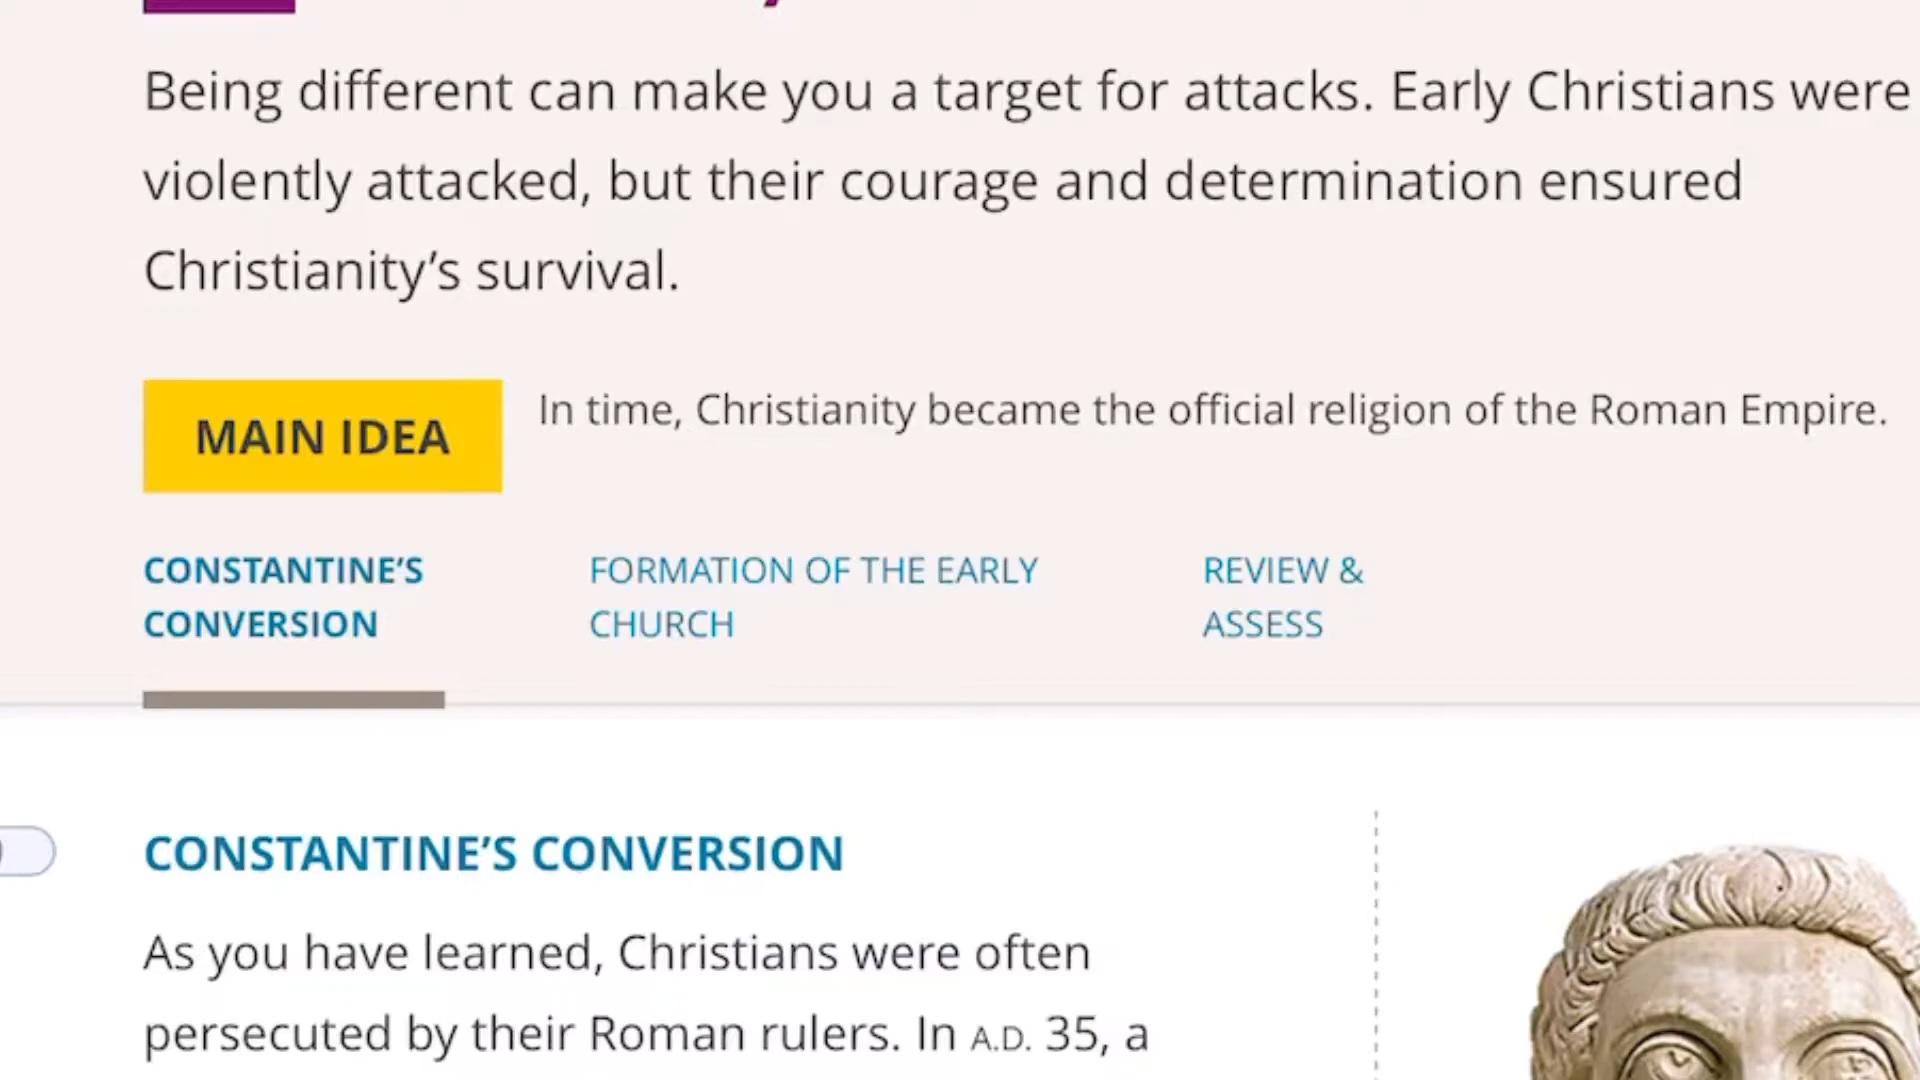 Being different can make you a target for attacks. Early Christians were
violently attacked, but their courage and determination ensured
Christianity’s survival.
MAIN IDEA
In time, Christianity became the official religion of the Roman Empire.
CONSTANTINE’S
CONVERSION
FORMATION OF THE EARLY
CHURCH
REVIEW &
ASSESS
CONSTANTINE’S CONVERSION
As you have learned, Christians were often
persecuted by their Roman rulers. In A.D. 35, a